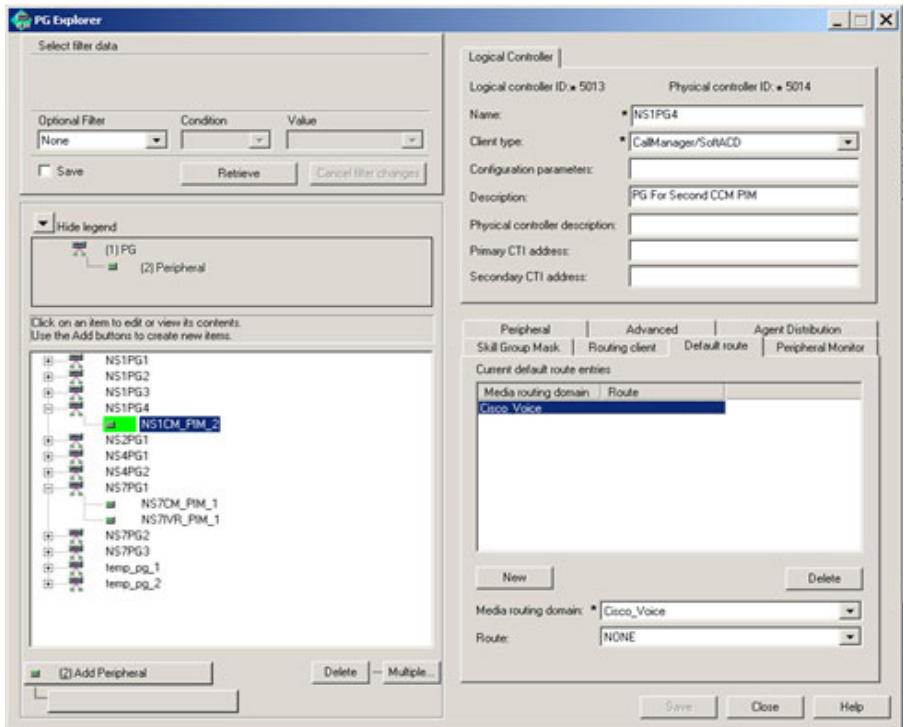 PG Explorer
Select filter data
Optional Filter Condition Value
None
Save Retrieve Cancel filter changes
Hide legend
(1) PG
(2) Peripheral
Click on an item to edit or view its contents.
Use the Add buttons to create new items.
NS1PG1
NS1PG2
NS1PG3
NS1PG4
NS1CM_PIM_2
NS2PG1
NS4PG1
NS4PG2
NS7PG1
NS7CM_PIM_1
NS7IVR_PIM_1
NS7PG2
NS7PG3
temp_pg_1
temp_pg_2
(2) Add Peripheral Delete Multiple...
Logical Controller
Logical controller ID:* 5013 Physical controller ID: * 5014
Name: * NS1PG4
Client type: * CallManager/SoftACD
Configuration parameters:
Description: PG For Second CCM PIM
Physical controller description:
Primary CTI address:
Secondary CTI address:
Peripheral Advanced Agent Distribution
Skill Group Mask Routing client Default route Peripheral Monitor
Current default route entries
Media routing domain Route
Cisco_Voice
New Delete
Media routing domain: * Cisco_Voice
Route: NONE
Save Close Help